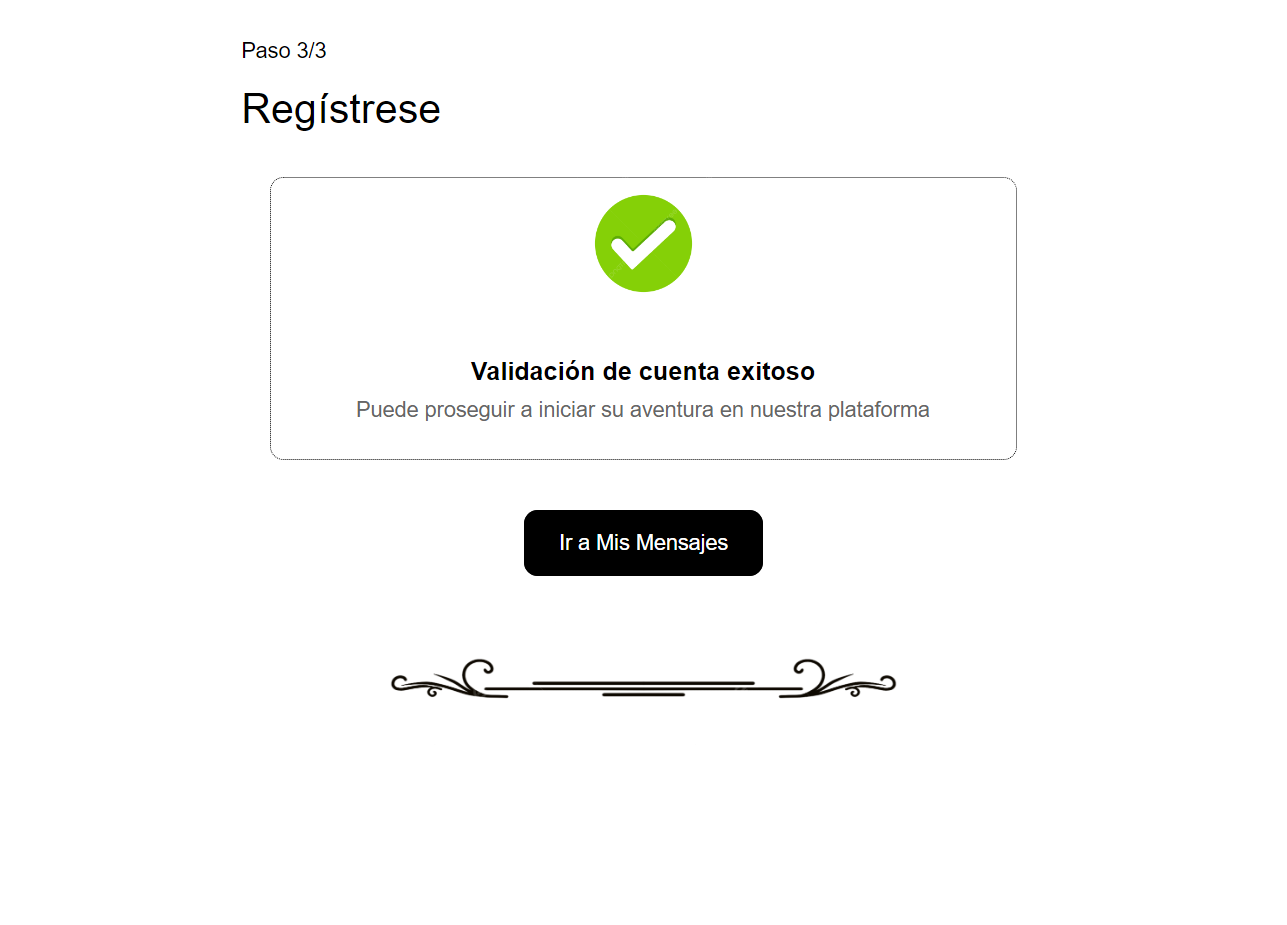 Paso 3/3
Regístrese
Validación de cuenta exitoso
Puede proseguir a iniciar su aventura en nuestra plataforma
Ir a Mis Mensajes